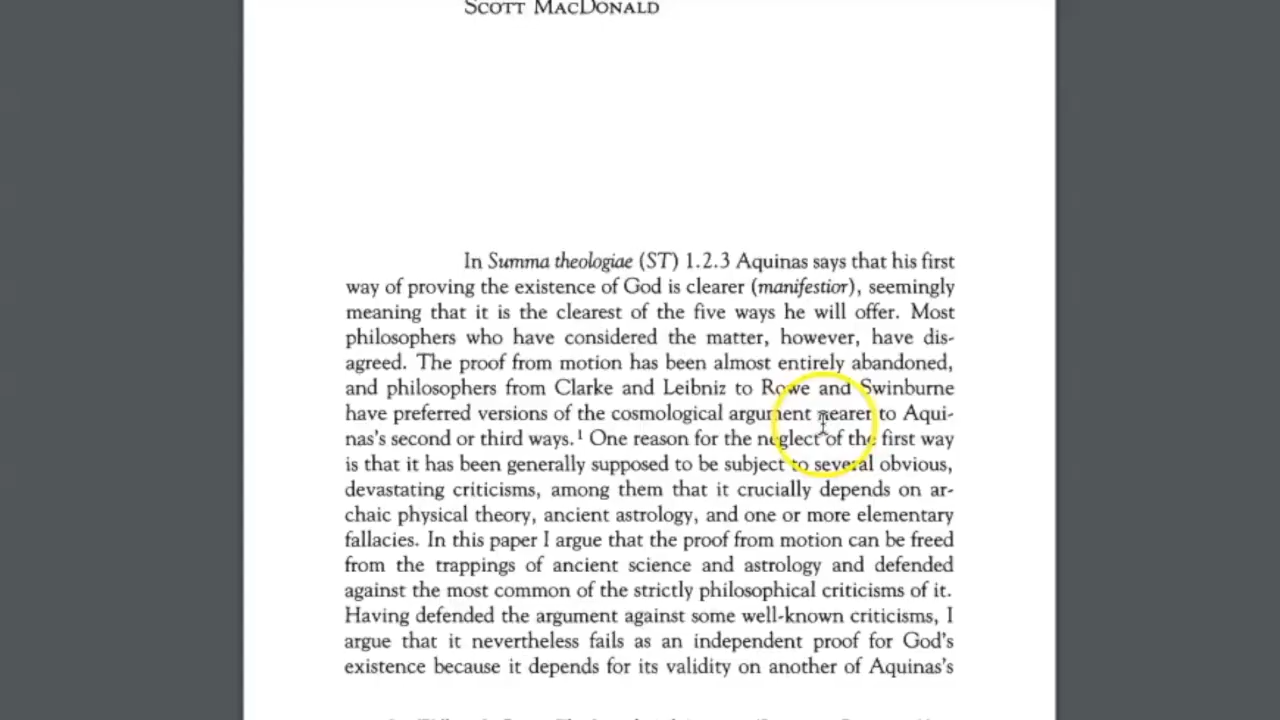 SCOTT MACDONALD
In Summa theologiae (ST) 1.2.3 Aquinas says that his first
way of proving the existence of God is clearer (manifestior), seemingly
meaning that it is the clearest of the five ways he will offer. Most
philosophers who have considered the matter, however, have dis-
agreed. The proof from motion has been almost entirely abandoned,
and philosophers from Clarke and Leibniz to Rowe and Swinburne
have preferred versions of the cosmological argument nearer to Aqui-
nas's second or third ways.¹ One reason for the neglect of the first way
is that it has been generally supposed to be subject to several obvious,
devastating criticisms, among them that it crucially depends on ar-
chaic physical theory, ancient astrology, and one or more elementary
fallacies. In this paper I argue that the proof from motion can be freed
from the trappings of ancient science and astrology and defended
against the most common of the strictly philosophical criticisms of it.
Having defended the argument against some well-known criticisms, I
argue that it nevertheless fails as an independent proof for God's
existence because it depends for its validity on another of Aquinas's